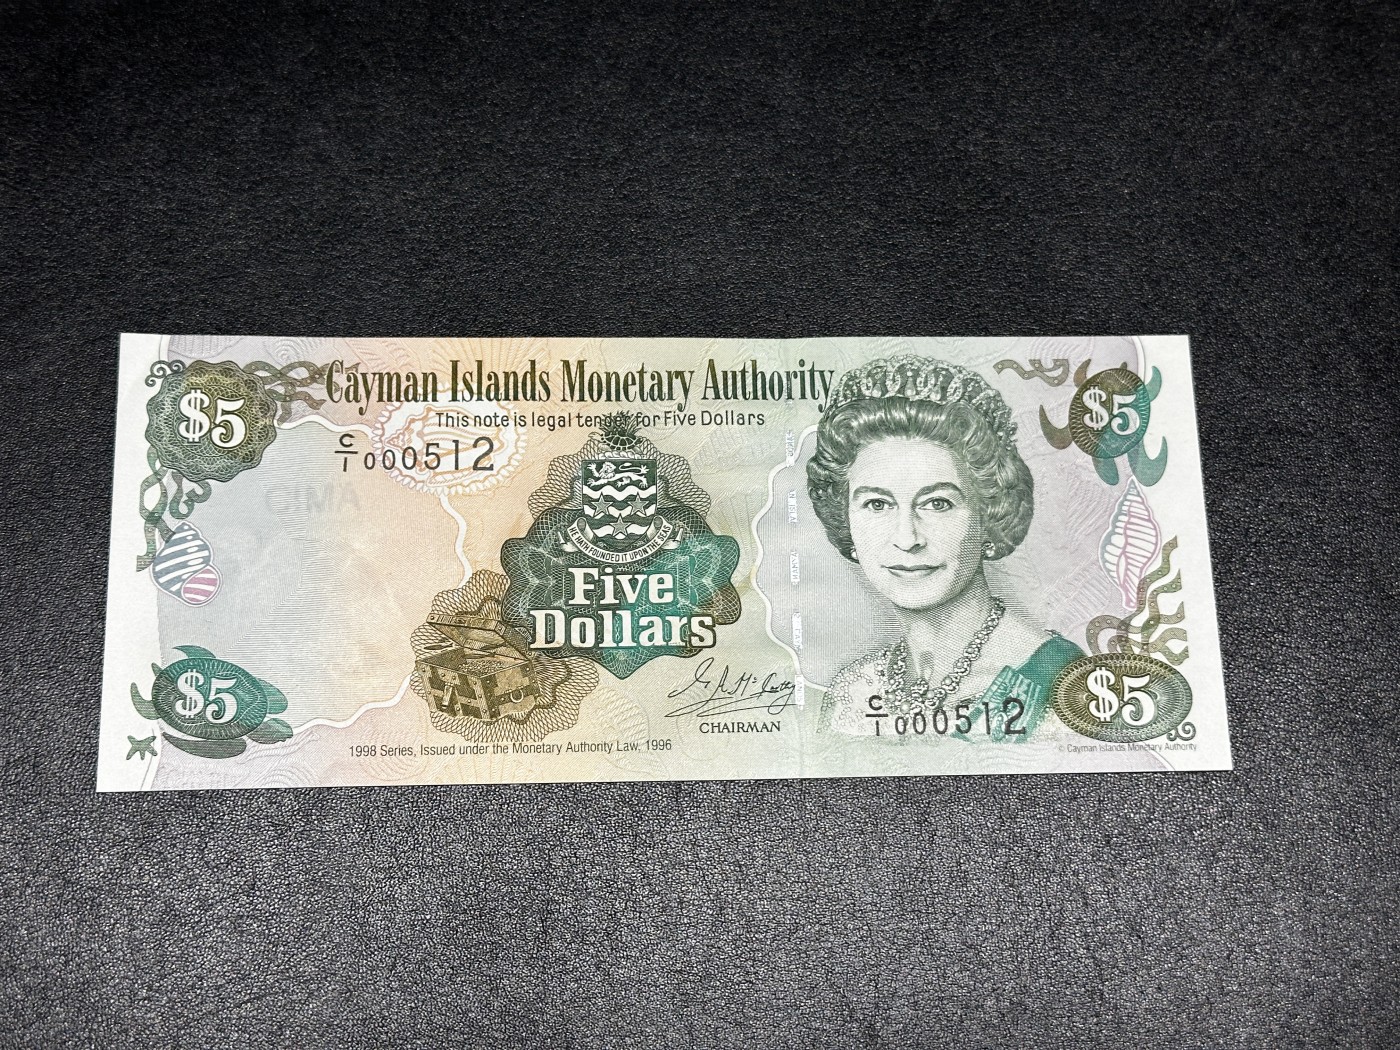 $5
Cayman Islands Monetary Authority
$5
This note is legal tender for Five Dollars
C/1 000512
CIMA
HE HATH FOUNDED IT UPON THE SEAS
Five
Dollars
$5
CHAIRMAN
C/1 000512
$5
1998 Series, Issued under the Monetary Authority Law, 1996
© Cayman Islands Monetary Authority